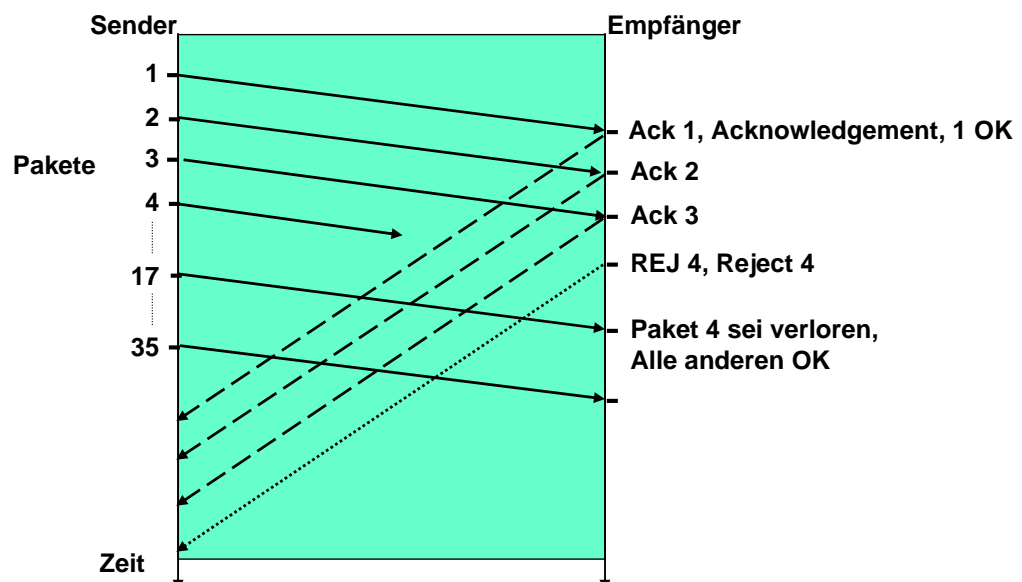 Sender
Empfänger
1
Ack 1, Acknowledgement, 1 OK
2
Pakete
3
Ack 2
4
Ack 3
REJ 4, Reject 4
17
Paket 4 sei verloren,
Alle anderen OK
35
Zeit